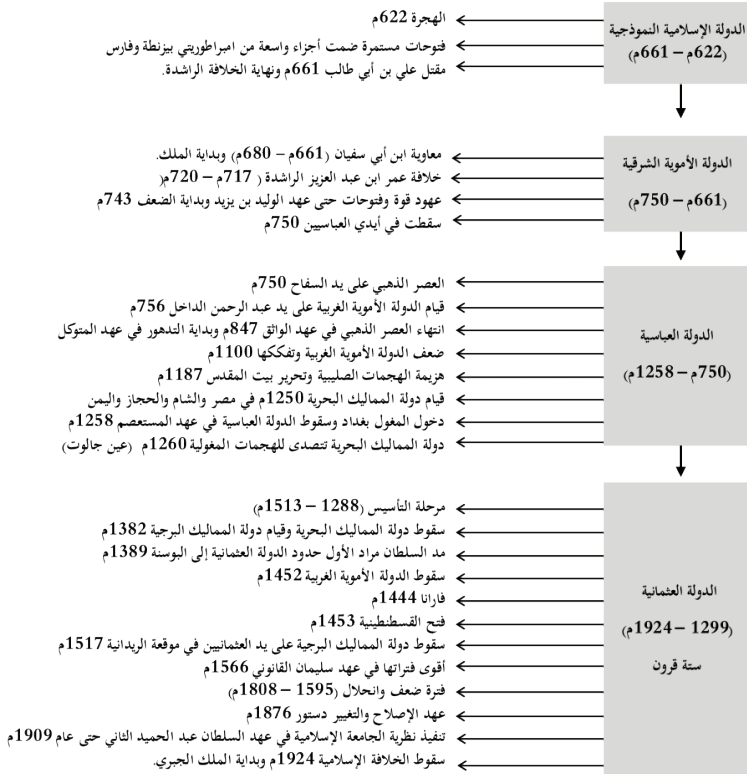 الدولة الإسلامية النموذجية
(622م – 661م)
الهجرة 622م
فتوحات مستمرة ضمت أجزاء واسعة من امبراطوريتي بيزنطة وفارس
مقتل علي بن أبي طالب 661م ونهاية الخلافة الراشدة.
الدولة الأموية الشرقية
(661م – 750م)
معاوية ابن أبي سفيان (661م – 680م) وبداية الملك.
خلافة عمر ابن عبد العزيز الراشدة ( 717م – 720م(
عهود قوة وفتوحات حتى عهد الوليد بن يزيد وبداية الضعف 743م
سقطت في أيدي العباسيين 750م
الدولة العباسية
(750م – 1258م)
العصر الذهبي على يد السفاح 750م
قيام الدولة الأموية الغربية على يد عبد الرحمن الداخل 756م
انتهاء العصر الذهبي في عهد الواثق 847م وبداية التدهور في عهد المتوكل
ضعف الدولة الأموية الغربية وتفككها 1100م
هزيمة الهجمات الصليبية وتحرير بيت المقدس 1187م
قيام دولة المماليك البحرية 1250م في مصر والشام والحجاز واليمن
دخول المغول بغداد وسقوط الدولة العباسية في عهد المستعصم 1258م
دولة المماليك البحرية تتصدى للهجمات المغولية 1260م (عين جالوت)
الدولة العثمانية
(1299 – 1924م)
ستة قرون
مرحلة التأسيس (1288 – 1513م)
سقوط دولة المماليك البحرية وقيام دولة المماليك البرجية 1382م
مد السلطان مراد الأول حدود الدولة العثمانية إلى البوسنة 1389م
سقوط الدولة الأموية الغربية 1452م
فارانا 1444م
فتح القسطنطينية 1453م
سقوط دولة المماليك البرجية على يد العثمانيين في موقعة الريدانية 1517م
أقوى فتراتها في عهد سليمان القانوني 1566م
فترة ضعف وانحلال (1595 – 1808م)
عهد الإصلاح والتغيير دستور 1876م
تنفيذ نظرية الجامعة الإسلامية في عهد السلطان عبد الحميد الثاني حتى عام 1909م
سقوط الخلافة الإسلامية 1924م وبداية الملك الجبري.